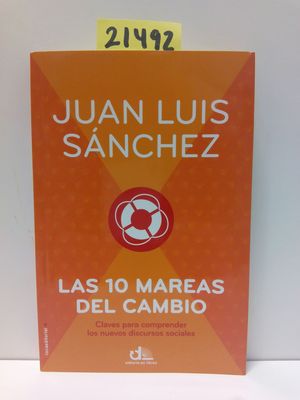 21492
JUAN LUIS
SÁNCHEZ
LAS 10 MAREAS
DEL CAMBIO
Claves para comprender
los nuevos discursos sociales